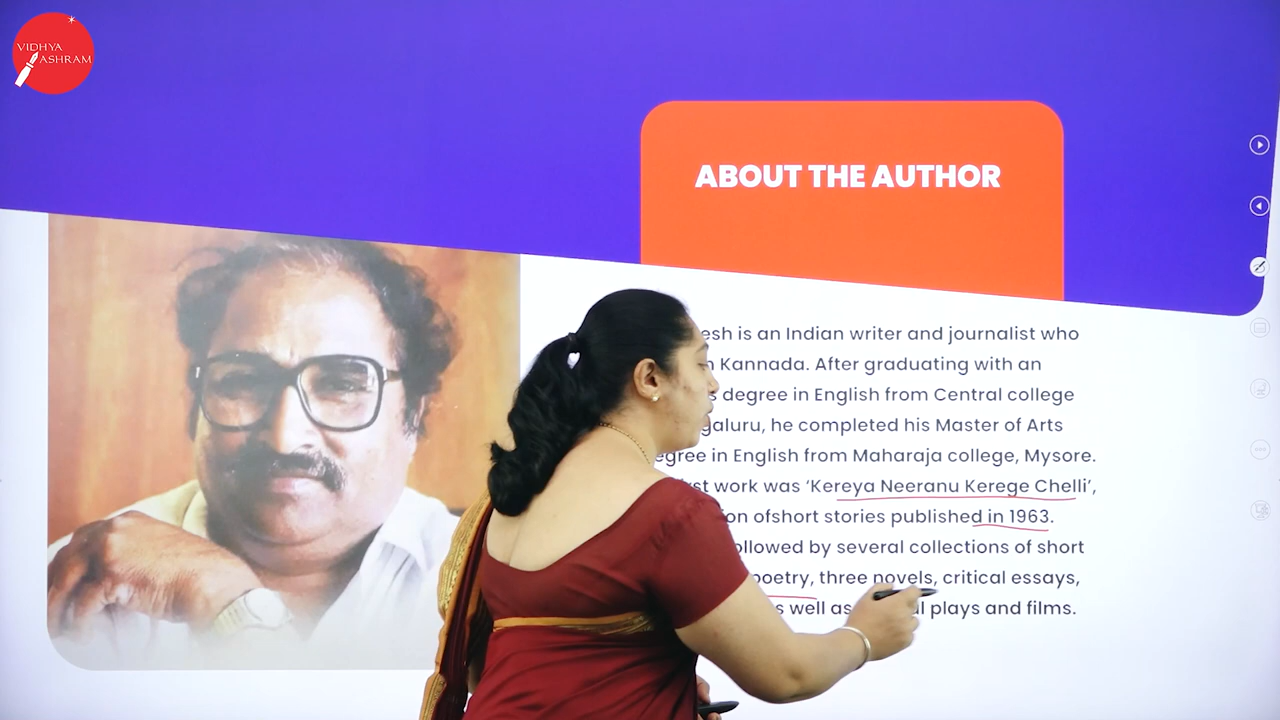 VIDHYA
ASHRAM
ABOUT THE AUTHOR
esh is an Indian writer and journalist who
n Kannada. After graduating with an
s degree in English from Central college
galuru, he completed his Master of Arts
egree in English from Maharaja college, Mysore.
st work was ‘Kereya Neeranu Kerege Chelli’,
on ofshort stories published in 1963.
ollowed by several collections of short
poetry, three novels, critical essays,
s well as l plays and films.